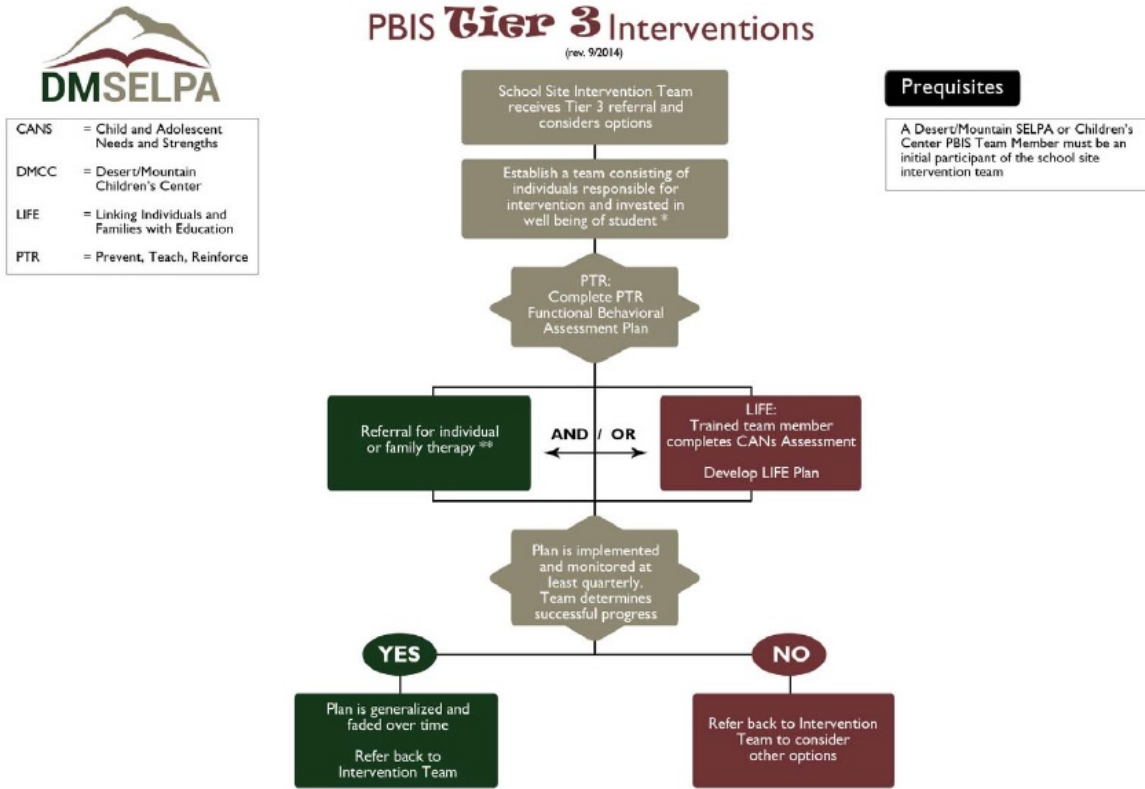 PBIS Tier 3 Interventions
(rev. 9/2014)
DMSELPA
CANS = Child and Adolescent
Needs and Strengths
DMCC = Desert/Mountain
Children's Center
LIFE = Linking Individuals and
Families with Education
PTR = Prevent, Teach, Reinforce
School Site Intervention Team
receives Tier 3 referral and
considers options
Prequisites
A Desert/Mountain SELPA or Children's
Center PBIS Team Member must be an
initial participant of the school site
intervention team
Establish a team consisting of
individuals responsible for
intervention and invested in
well being of student *
PTR:
Complete PTR
Functional Behavioral
Assessment Plan
Referral for individual
or family therapy **
AND / OR
LIFE:
Trained team member
completes CANs Assessment
Develop LIFE Plan
Plan is implemented
and monitored at
least quarterly.
Team determines
successful progress
YES
NO
Plan is generalized and
faded over time
Refer back to
Intervention Team
Refer back to Intervention
Team to consider
other options